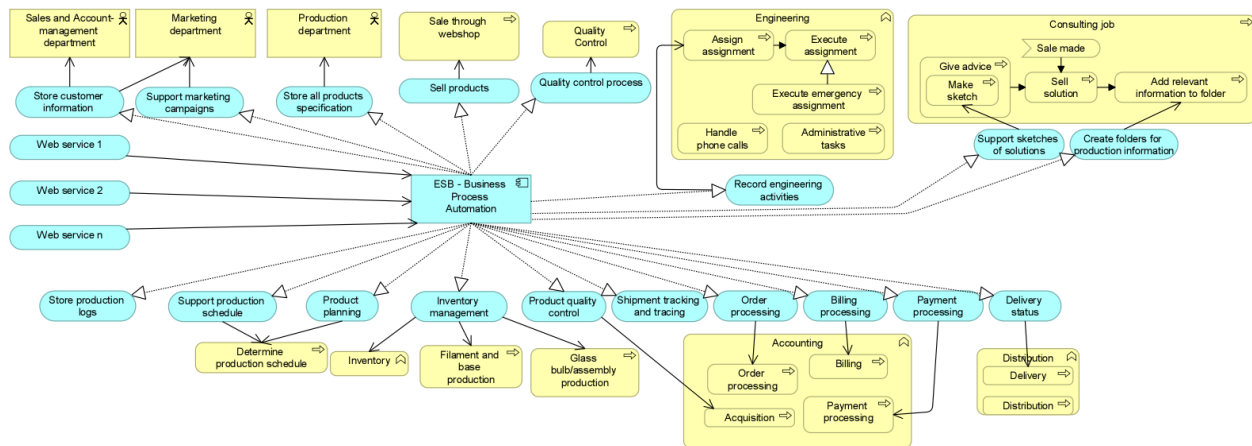 Sales and Account-
management
department
Marketing
department
Production
department
Sale through
webshop
Quality
Control
Engineering
Assign
assignment
Execute
assignment
Execute emergency
assignment
Handle
phone calls
Administrative
tasks
Consulting job
Sale made
Give advice
Make
sketch
Sell
solution
Add relevant
information to folder
Store customer
information
Support marketing
campaigns
Store all products
specification
Sell products
Quality control process
Support sketches
of solutions
Create folders for
production information
Web service 1
Web service 2
Web service n
ESB - Business
Process
Automation
Record engineering
activities
Store production
logs
Support production
schedule
Product
planning
Inventory
management
Product quality
control
Shipment tracking
and tracing
Order
processing
Billing
processing
Payment
processing
Delivery
status
Determine
production schedule
Inventory
Filament and
base
production
Glass
bulb/assembly
production
Accounting
Order
processing
Billing
Acquisition
Payment
processing
Distribution
Delivery
Distribution